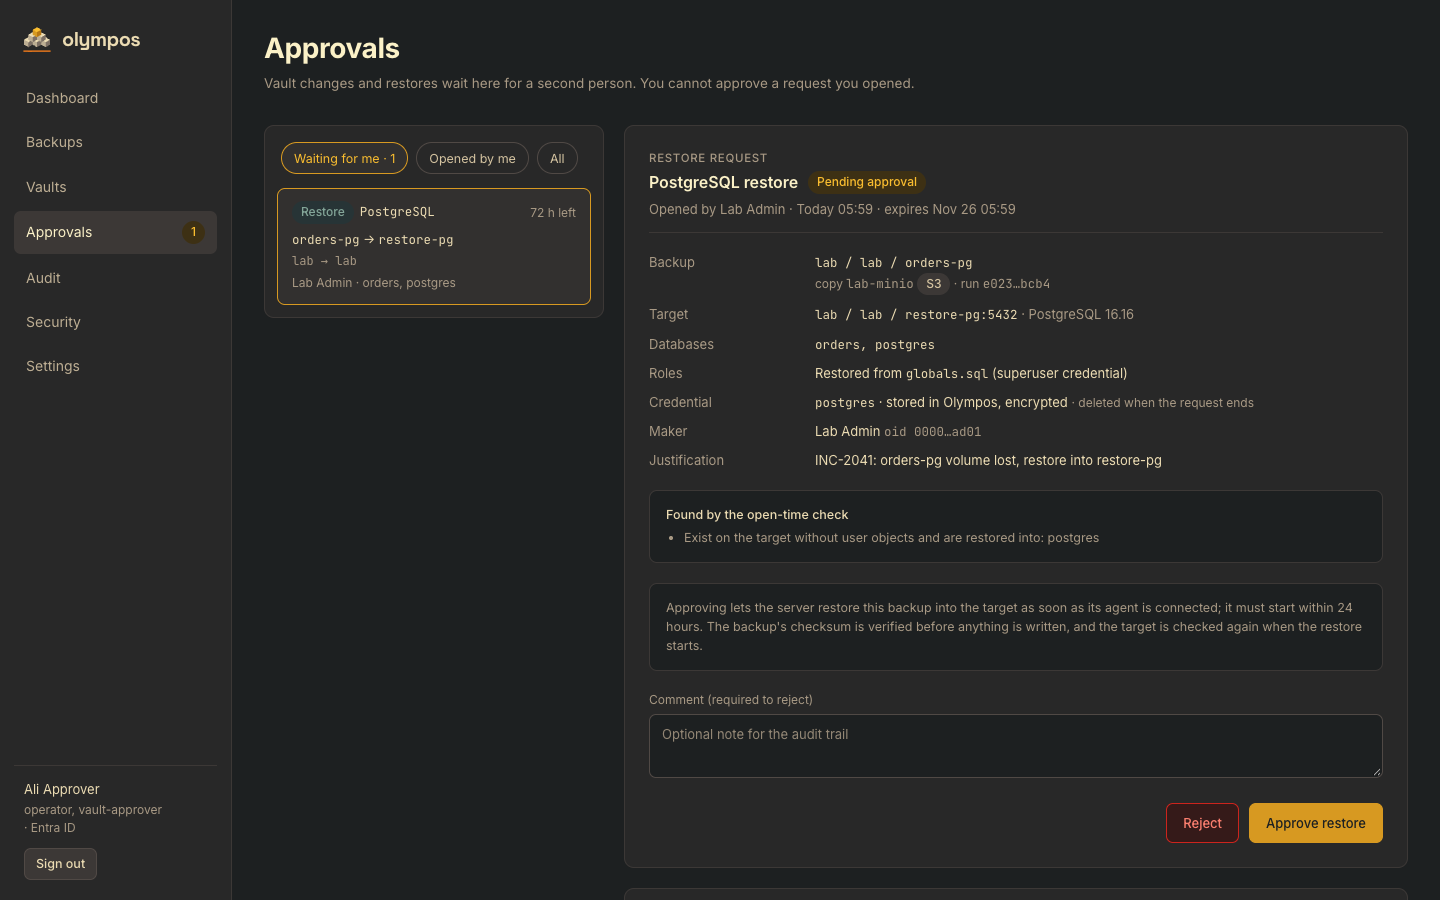 olympos
Dashboard
Backups
Vaults
Approvals 1
Audit
Security
Settings
Ali Approver
operator, vault-approver
· Entra ID
Sign out
Approvals
Vault changes and restores wait here for a second person. You cannot approve a request you opened.
Waiting for me · 1 Opened by me All
Restore PostgreSQL 72 h left
orders-pg → restore-pg
lab → lab
Lab Admin · orders, postgres
RESTORE REQUEST
PostgreSQL restore Pending approval
Opened by Lab Admin · Today 05:59 · expires Nov 26 05:59
Backup lab / lab / orders-pg
copy lab-minio S3 · run e023…bcb4
Target lab / lab / restore-pg:5432 · PostgreSQL 16.16
Databases orders, postgres
Roles Restored from globals.sql (superuser credential)
Credential postgres · stored in Olympos, encrypted · deleted when the request ends
Maker Lab Admin oid 0000…ad01
Justification INC-2041: orders-pg volume lost, restore into restore-pg
Found by the open-time check
• Exist on the target without user objects and are restored into: postgres
Approving lets the server restore this backup into the target as soon as its agent is connected; it must start within 24
hours. The backup's checksum is verified before anything is written, and the target is checked again when the restore
starts.
Comment (required to reject)
Optional note for the audit trail
Reject Approve restore